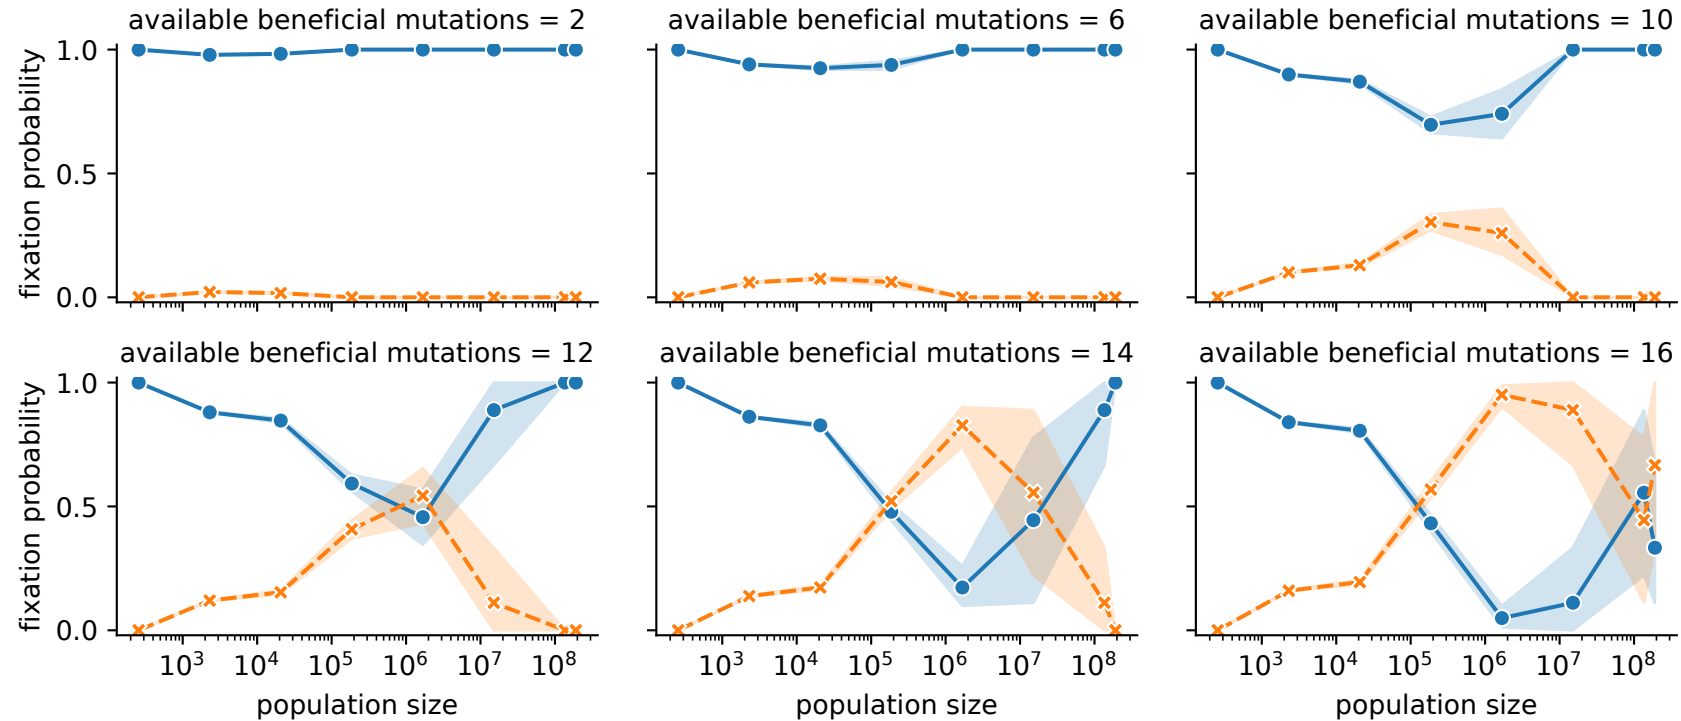 available beneficial mutations = 2
available beneficial mutations = 6
available beneficial mutations = 10
fixation probability
1.0
0.5
0.0
available beneficial mutations = 12
available beneficial mutations = 14
available beneficial mutations = 16
fixation probability
1.0
0.5
0.0
10³ 10⁴ 10⁵ 10⁶ 10⁷ 10⁸
10³ 10⁴ 10⁵ 10⁶ 10⁷ 10⁸
10³ 10⁴ 10⁵ 10⁶ 10⁷ 10⁸
population size
population size
population size